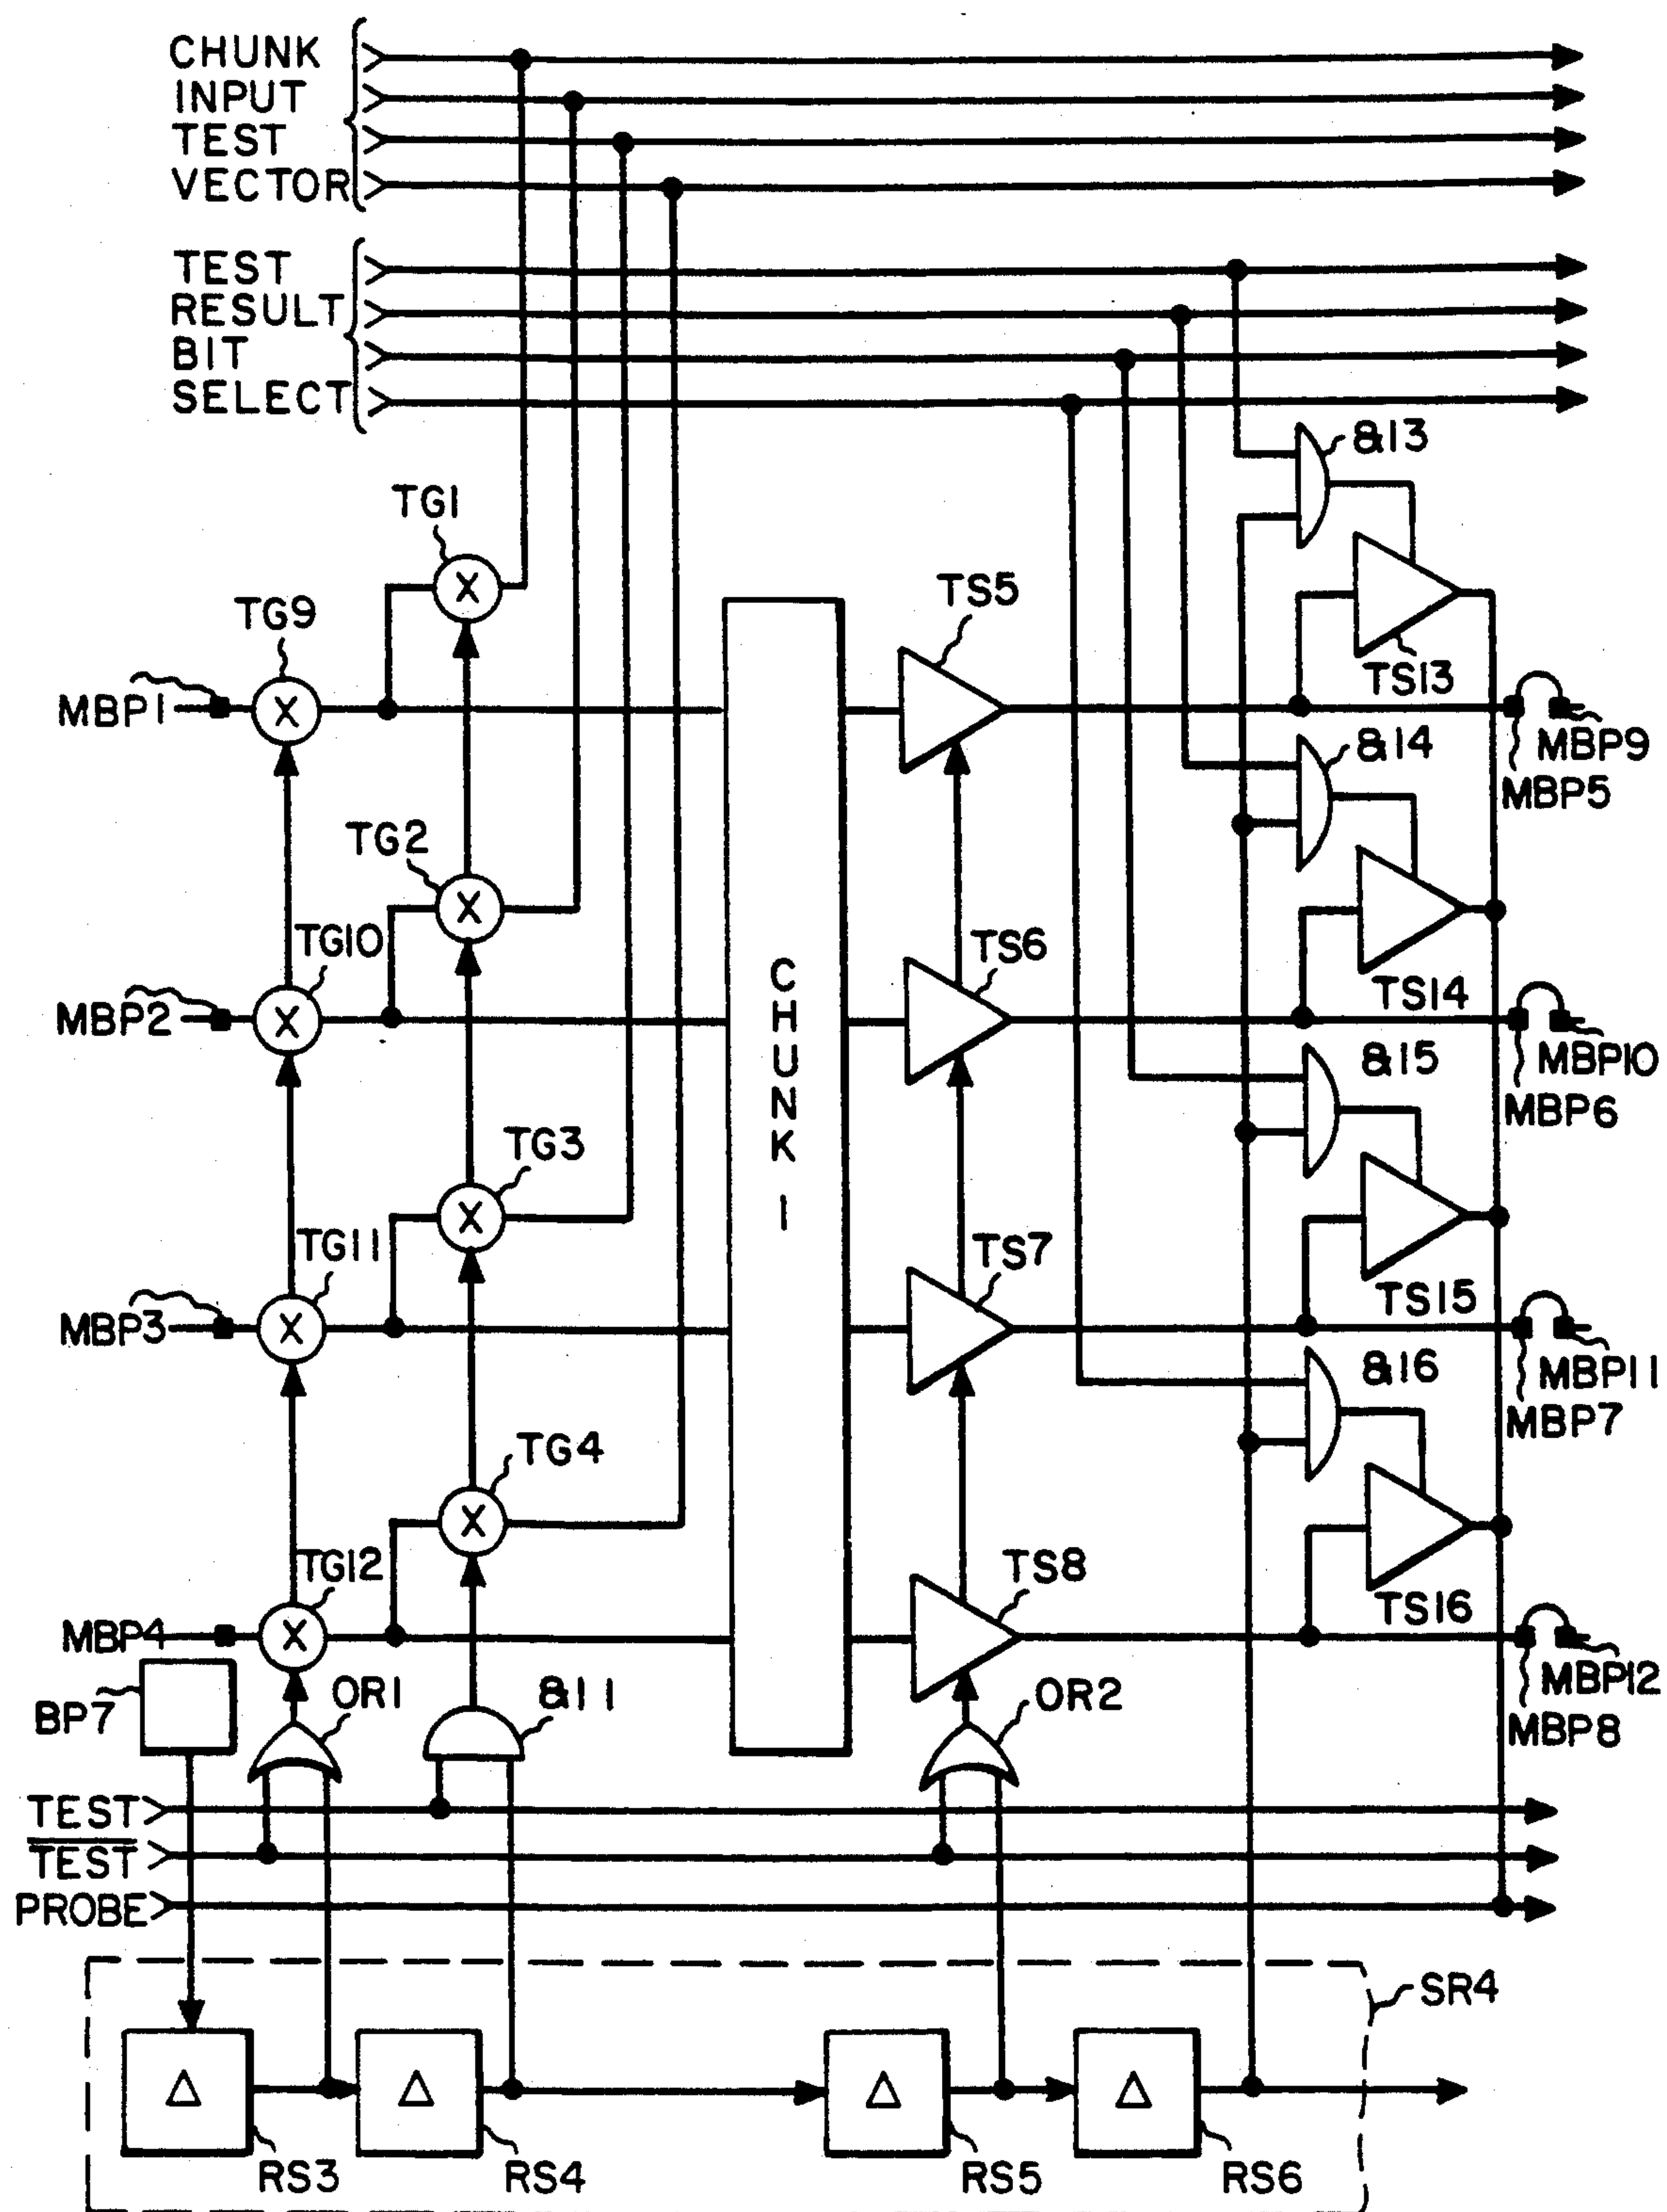 CHUNK
INPUT
TEST
VECTOR
TEST
RESULT
BIT
SELECT
&13
TG1
TS5
TG9
X
TS13
MBP1
X
MBP9
&14
MBP5
TG2
X
TG10
TS6
C
H
U
N
K
1
TS14
MBP2
X
&15
MBP10
MBP6
TG3
X
TG11
TS7
TS15
MBP3
X
&16
MBP11
MBP7
TG4
X
TG12
TS8
TS16
MBP4
X
MBP12
BP7
OR1
&11
OR2
MBP8
TEST
TEST
PROBE
SR4
Δ
Δ
Δ
Δ
RS3
RS4
RS5
RS6